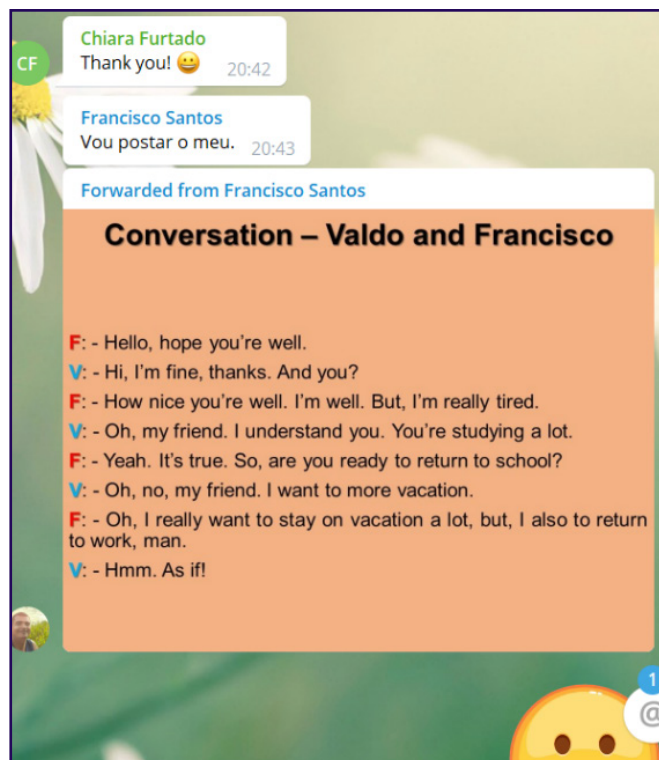 Chiara Furtado
CF
Thank you! 😀 20:42
Francisco Santos
Vou postar o meu. 20:43
Forwarded from Francisco Santos
Conversation – Valdo and Francisco
F: - Hello, hope you're well.
V: - Hi, I'm fine, thanks. And you?
F: - How nice you're well. I'm well. But, I'm really tired.
V: - Oh, my friend. I understand you. You're studying a lot.
F: - Yeah. It's true. So, are you ready to return to school?
V: - Oh, no, my friend. I want to more vacation.
F: - Oh, I really want to stay on vacation a lot, but, I also to return
to work, man.
V: - Hmm. As if!
1
@